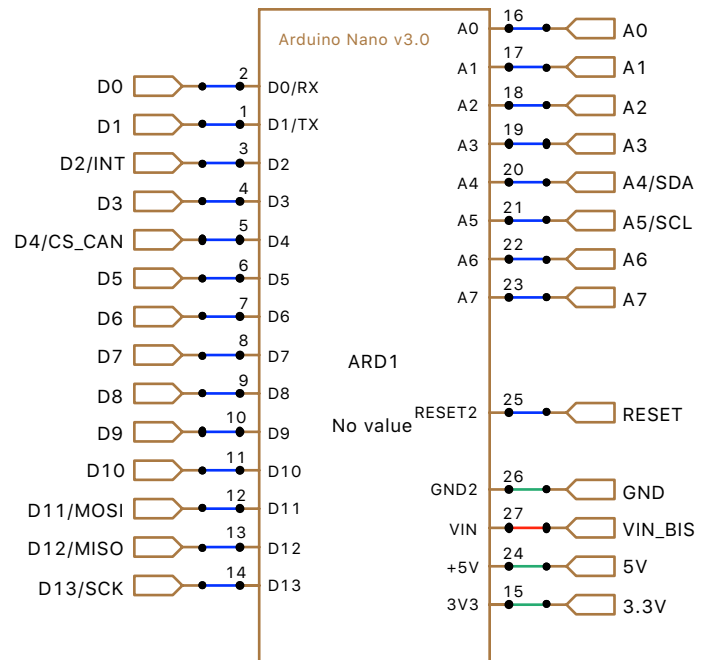 Arduino Nano v3.0
16
A0
A0
17
A1
A1
18
A2
A2
19
A3
A3
20
A4
A4/SDA
21
A5
A5/SCL
22
A6
A6
23
A7
A7
D0
2
D0/RX
D1
1
D1/TX
D2/INT
3
D2
D3
4
D3
D4/CS_CAN
5
D4
D5
6
D5
D6
7
D6
D7
8
D7
D8
9
D8
D9
10
D9
D10
11
D10
D11/MOSI
12
D11
D12/MISO
13
D12
D13/SCK
14
D13
ARD1
No value
RESET2
25
RESET
GND2
26
GND
VIN
27
VIN_BIS
+5V
24
5V
3V3
15
3.3V